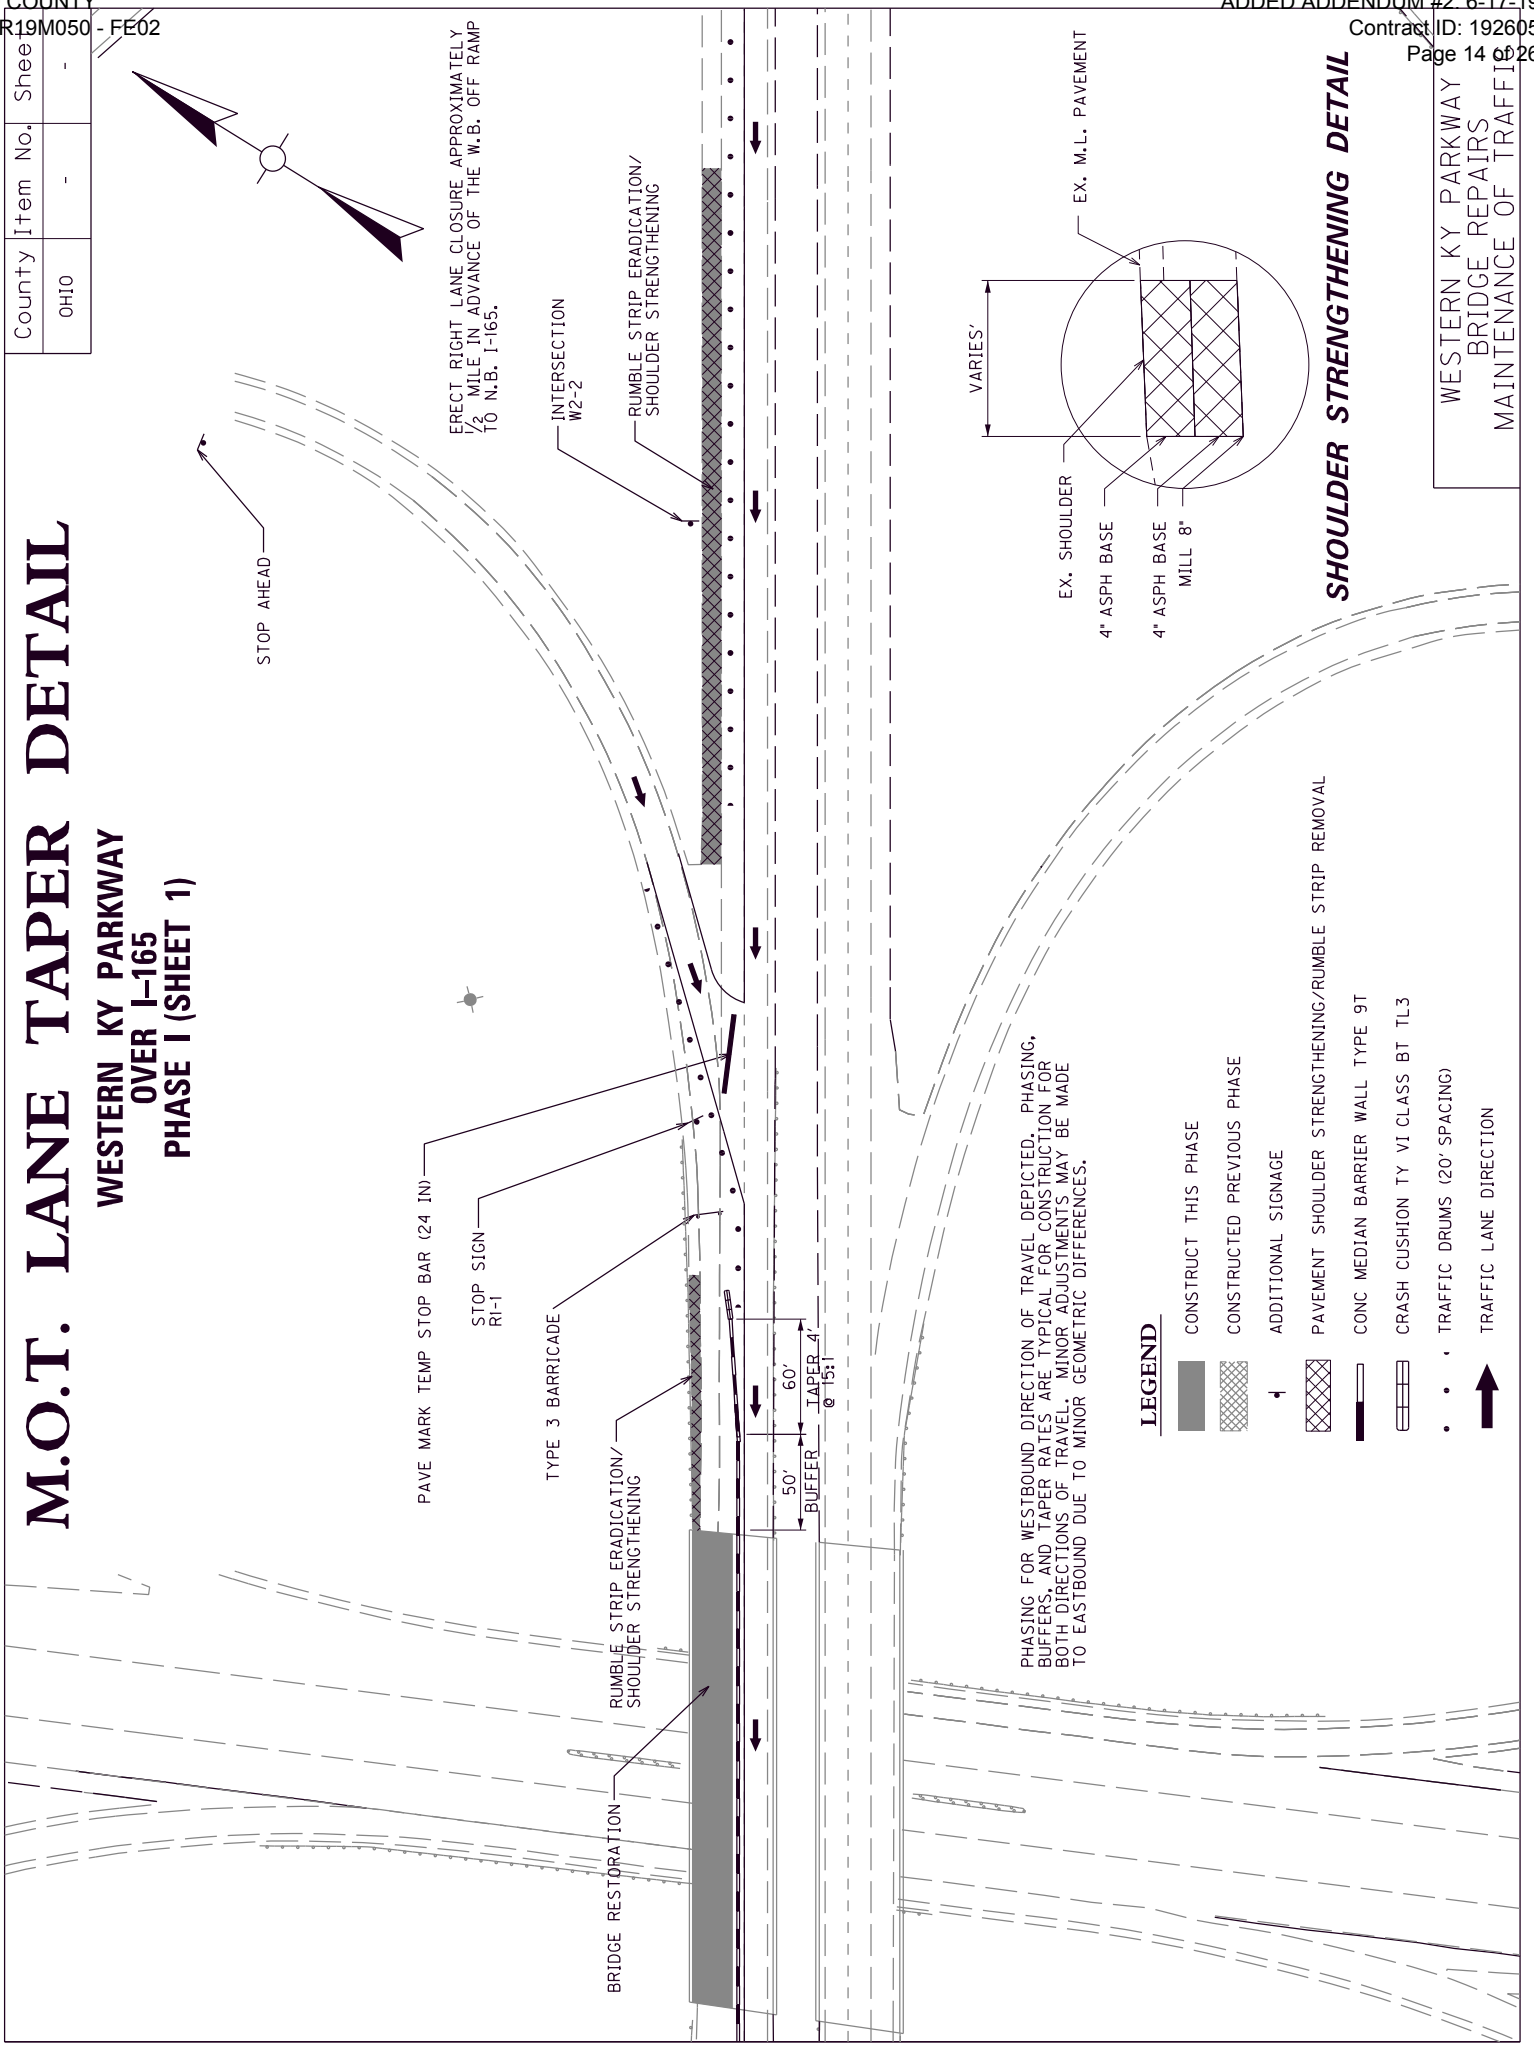 COUNTY
R19M050 - FE02
ADDED ADDENDUM #2: 6-17-19
Contract ID: 192605
Page 14 of 26
County Item No. Sheet
OHIO - -
M.O.T. LANE TAPER DETAIL
WESTERN KY PARKWAY
OVER I-165
PHASE I (SHEET 1)
STOP AHEAD
ERECT RIGHT LANE CLOSURE APPROXIMATELY
1/2 MILE IN ADVANCE OF THE W.B. OFF RAMP
TO N.B. I-165.
INTERSECTION
W2-2
RUMBLE STRIP ERADICATION/
SHOULDER STRENGTHENING
PAVE MARK TEMP STOP BAR (24 IN)
STOP SIGN
R1-1
TYPE 3 BARRICADE
RUMBLE STRIP ERADICATION/
SHOULDER STRENGTHENING
BRIDGE RESTORATION
50'
BUFFER
60'
TAPER 4'
@ 15:1
VARIES'
EX. M.L. PAVEMENT
EX. SHOULDER
4" ASPH BASE
4" ASPH BASE
MILL 8"
SHOULDER STRENGTHENING DETAIL
PHASING FOR WESTBOUND DIRECTION OF TRAVEL DEPICTED. PHASING,
BUFFERS, AND TAPER RATES ARE TYPICAL FOR CONSTRUCTION FOR
BOTH DIRECTIONS OF TRAVEL. MINOR ADJUSTMENTS MAY BE MADE
TO EASTBOUND DUE TO MINOR GEOMETRIC DIFFERENCES.
LEGEND
CONSTRUCT THIS PHASE
CONSTRUCTED PREVIOUS PHASE
ADDITIONAL SIGNAGE
PAVEMENT SHOULDER STRENGTHENING/RUMBLE STRIP REMOVAL
CONC MEDIAN BARRIER WALL TYPE 9T
CRASH CUSHION TY VI CLASS BT TL3
TRAFFIC DRUMS (20' SPACING)
TRAFFIC LANE DIRECTION
WESTERN KY PARKWAY
BRIDGE REPAIRS
MAINTENANCE OF TRAFFIC